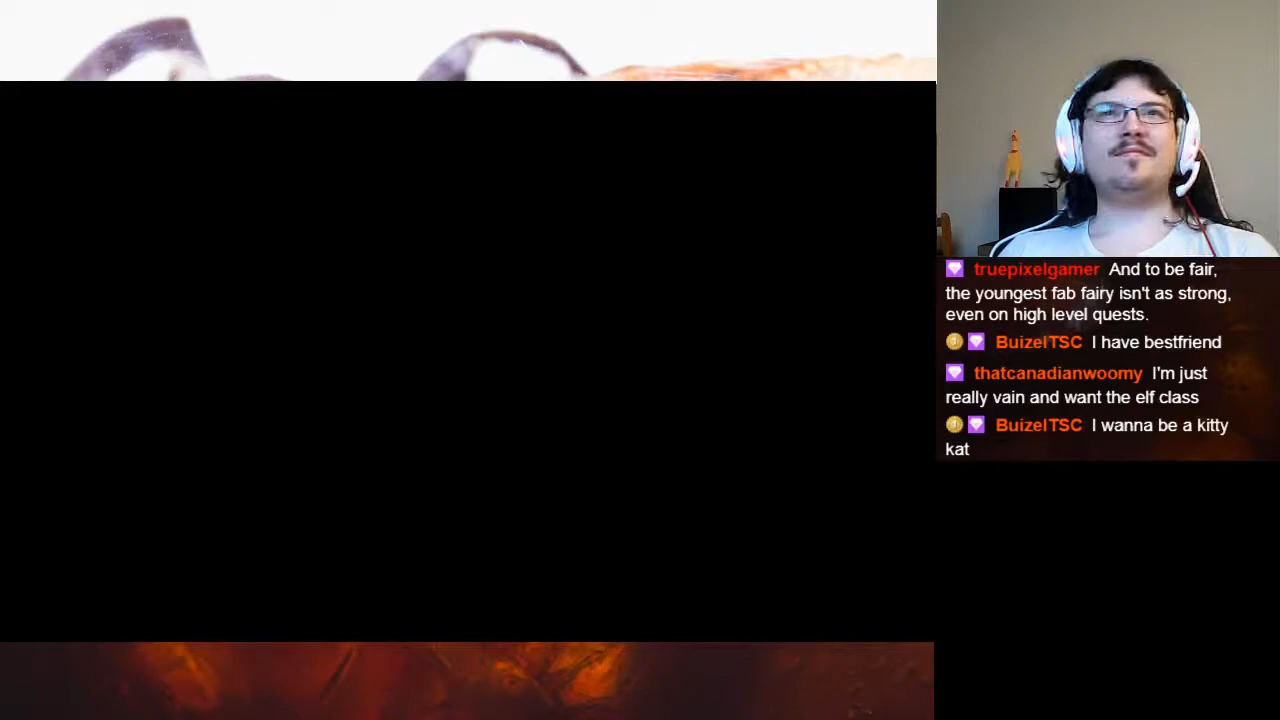 truepixelgamer And to be fair,
the youngest fab fairy isn't as strong,
even on high level quests.
BuizelTSC I have bestfriend
thatcanadianwoomy I'm just
really vain and want the elf class
BuizelTSC I wanna be a kitty
kat